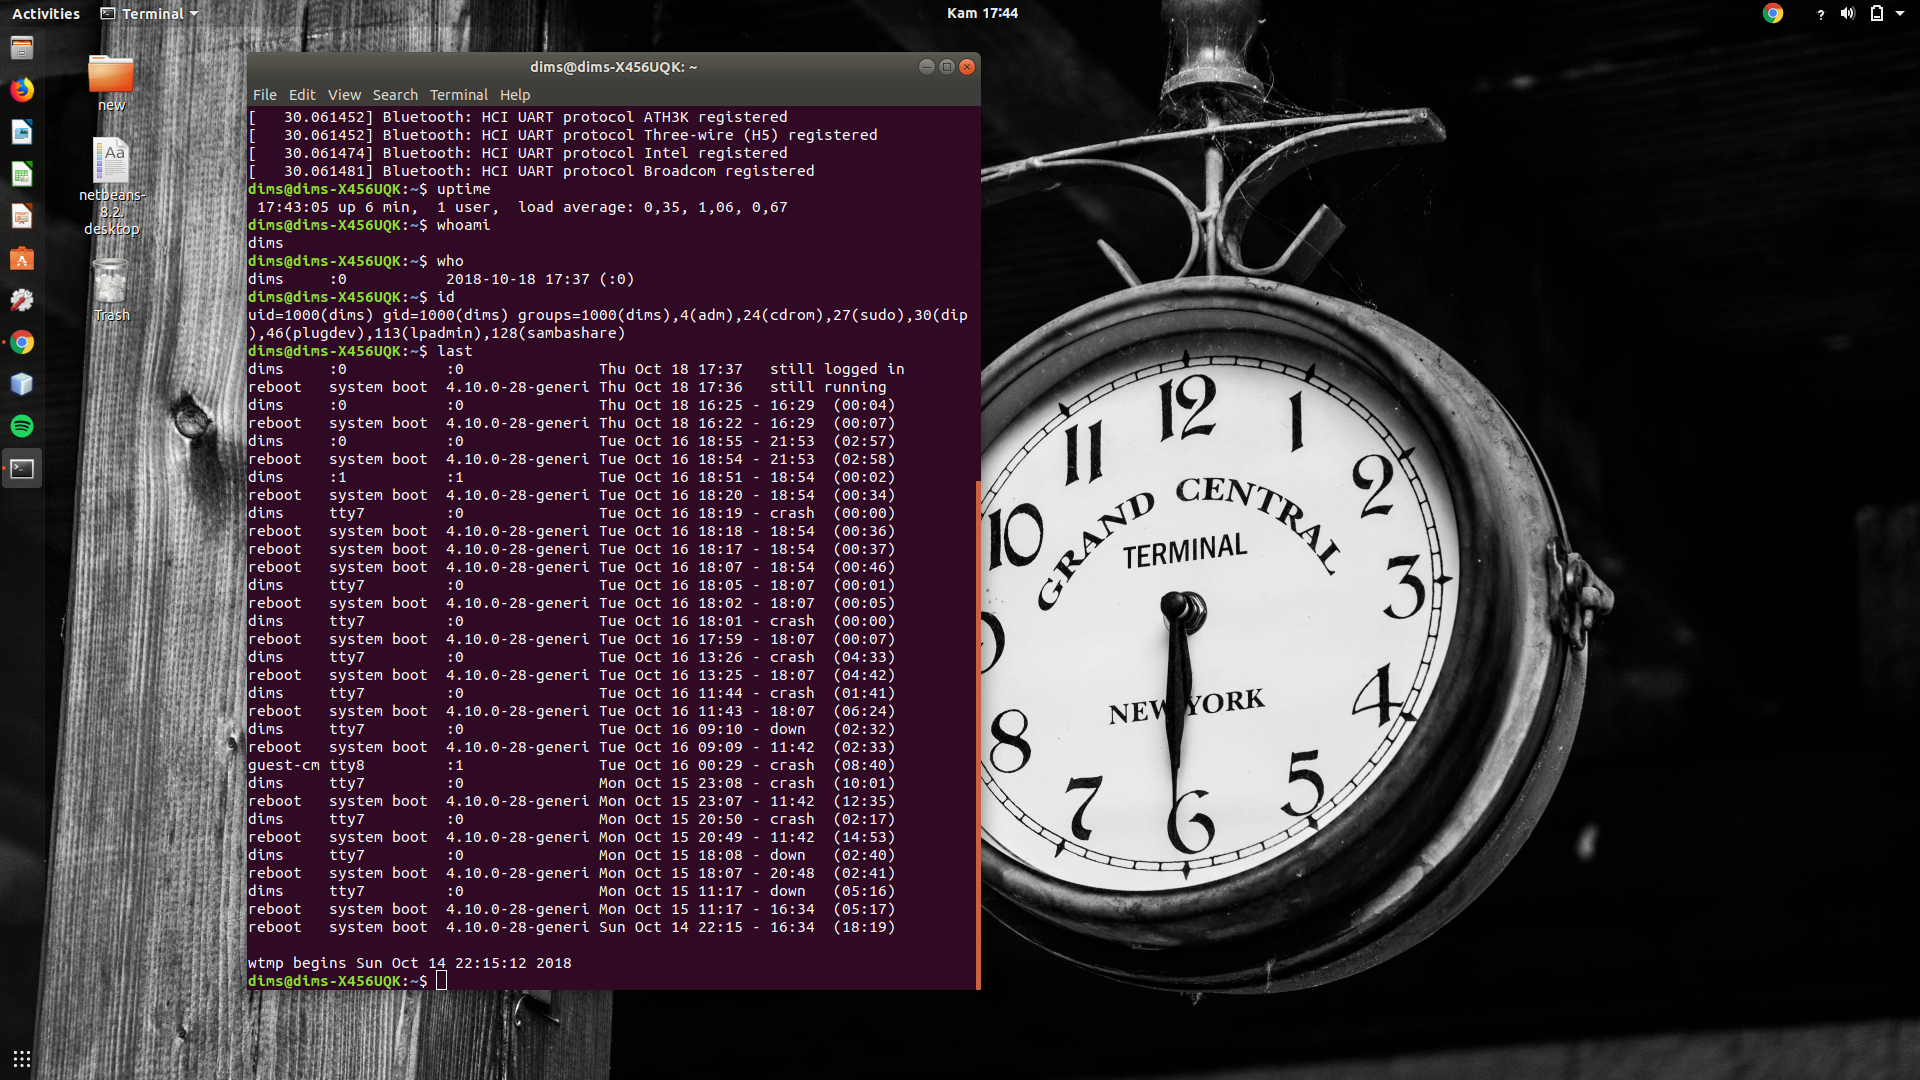 Activities
Terminal
Kam 17:44
?
new
netbeans-
8.2.
desktop
Trash
dims@dims-X456UQK: ~
File Edit View Search Terminal Help
[   30.061452] Bluetooth: HCI UART protocol ATH3K registered
[   30.061452] Bluetooth: HCI UART protocol Three-wire (H5) registered
[   30.061474] Bluetooth: HCI UART protocol Intel registered
[   30.061481] Bluetooth: HCI UART protocol Broadcom registered
dims@dims-X456UQK:~$ uptime
 17:43:05 up 6 min,  1 user,  load average: 0,35, 1,06, 0,67
dims@dims-X456UQK:~$ whoami
dims
dims@dims-X456UQK:~$ who
dims     :0           2018-10-18 17:37 (:0)
dims@dims-X456UQK:~$ id
uid=1000(dims) gid=1000(dims) groups=1000(dims),4(adm),24(cdrom),27(sudo),30(dip
),46(plugdev),113(lpadmin),128(sambashare)
dims@dims-X456UQK:~$ last
dims     :0           :0               Thu Oct 18 17:37   still logged in
reboot   system boot  4.10.0-28-generi Thu Oct 18 17:36   still running
dims     :0           :0               Thu Oct 18 16:25 - 16:29  (00:04)
reboot   system boot  4.10.0-28-generi Thu Oct 18 16:22 - 16:29  (00:07)
dims     :0           :0               Tue Oct 16 18:55 - 21:53  (02:57)
reboot   system boot  4.10.0-28-generi Tue Oct 16 18:54 - 21:53  (02:58)
dims     :1           :1               Tue Oct 16 18:51 - 18:54  (00:02)
reboot   system boot  4.10.0-28-generi Tue Oct 16 18:20 - 18:54  (00:34)
dims     tty7         :0               Tue Oct 16 18:19 - crash  (00:00)
reboot   system boot  4.10.0-28-generi Tue Oct 16 18:18 - 18:54  (00:36)
reboot   system boot  4.10.0-28-generi Tue Oct 16 18:17 - 18:54  (00:37)
reboot   system boot  4.10.0-28-generi Tue Oct 16 18:07 - 18:54  (00:46)
dims     tty7         :0               Tue Oct 16 18:05 - 18:07  (00:01)
reboot   system boot  4.10.0-28-generi Tue Oct 16 18:02 - 18:07  (00:05)
dims     tty7         :0               Tue Oct 16 18:01 - crash  (00:00)
reboot   system boot  4.10.0-28-generi Tue Oct 16 17:59 - 18:07  (00:07)
dims     tty7         :0               Tue Oct 16 13:26 - crash  (04:33)
reboot   system boot  4.10.0-28-generi Tue Oct 16 13:25 - 18:07  (04:42)
dims     tty7         :0               Tue Oct 16 11:44 - crash  (01:41)
reboot   system boot  4.10.0-28-generi Tue Oct 16 11:43 - 18:07  (06:24)
dims     tty7         :0               Tue Oct 16 09:10 - down   (02:32)
reboot   system boot  4.10.0-28-generi Tue Oct 16 09:09 - 11:42  (02:33)
guest-cm tty8         :1               Tue Oct 16 00:29 - crash  (08:40)
dims     tty7         :0               Mon Oct 15 23:08 - crash  (10:01)
reboot   system boot  4.10.0-28-generi Mon Oct 15 23:07 - 11:42  (12:35)
dims     tty7         :0               Mon Oct 15 20:50 - crash  (02:17)
reboot   system boot  4.10.0-28-generi Mon Oct 15 20:49 - 11:42  (14:53)
dims     tty7         :0               Mon Oct 15 18:08 - down   (02:40)
reboot   system boot  4.10.0-28-generi Mon Oct 15 18:07 - 20:48  (02:41)
dims     tty7         :0               Mon Oct 15 11:17 - down   (05:16)
reboot   system boot  4.10.0-28-generi Mon Oct 15 11:17 - 16:34  (05:17)
reboot   system boot  4.10.0-28-generi Sun Oct 14 22:15 - 16:34  (18:19)
wtmp begins Sun Oct 14 22:15:12 2018
dims@dims-X456UQK:~$
12
1
2
3
4
5
6
7
8
10
11
GRAND CENTRAL
TERMINAL
NEW YORK